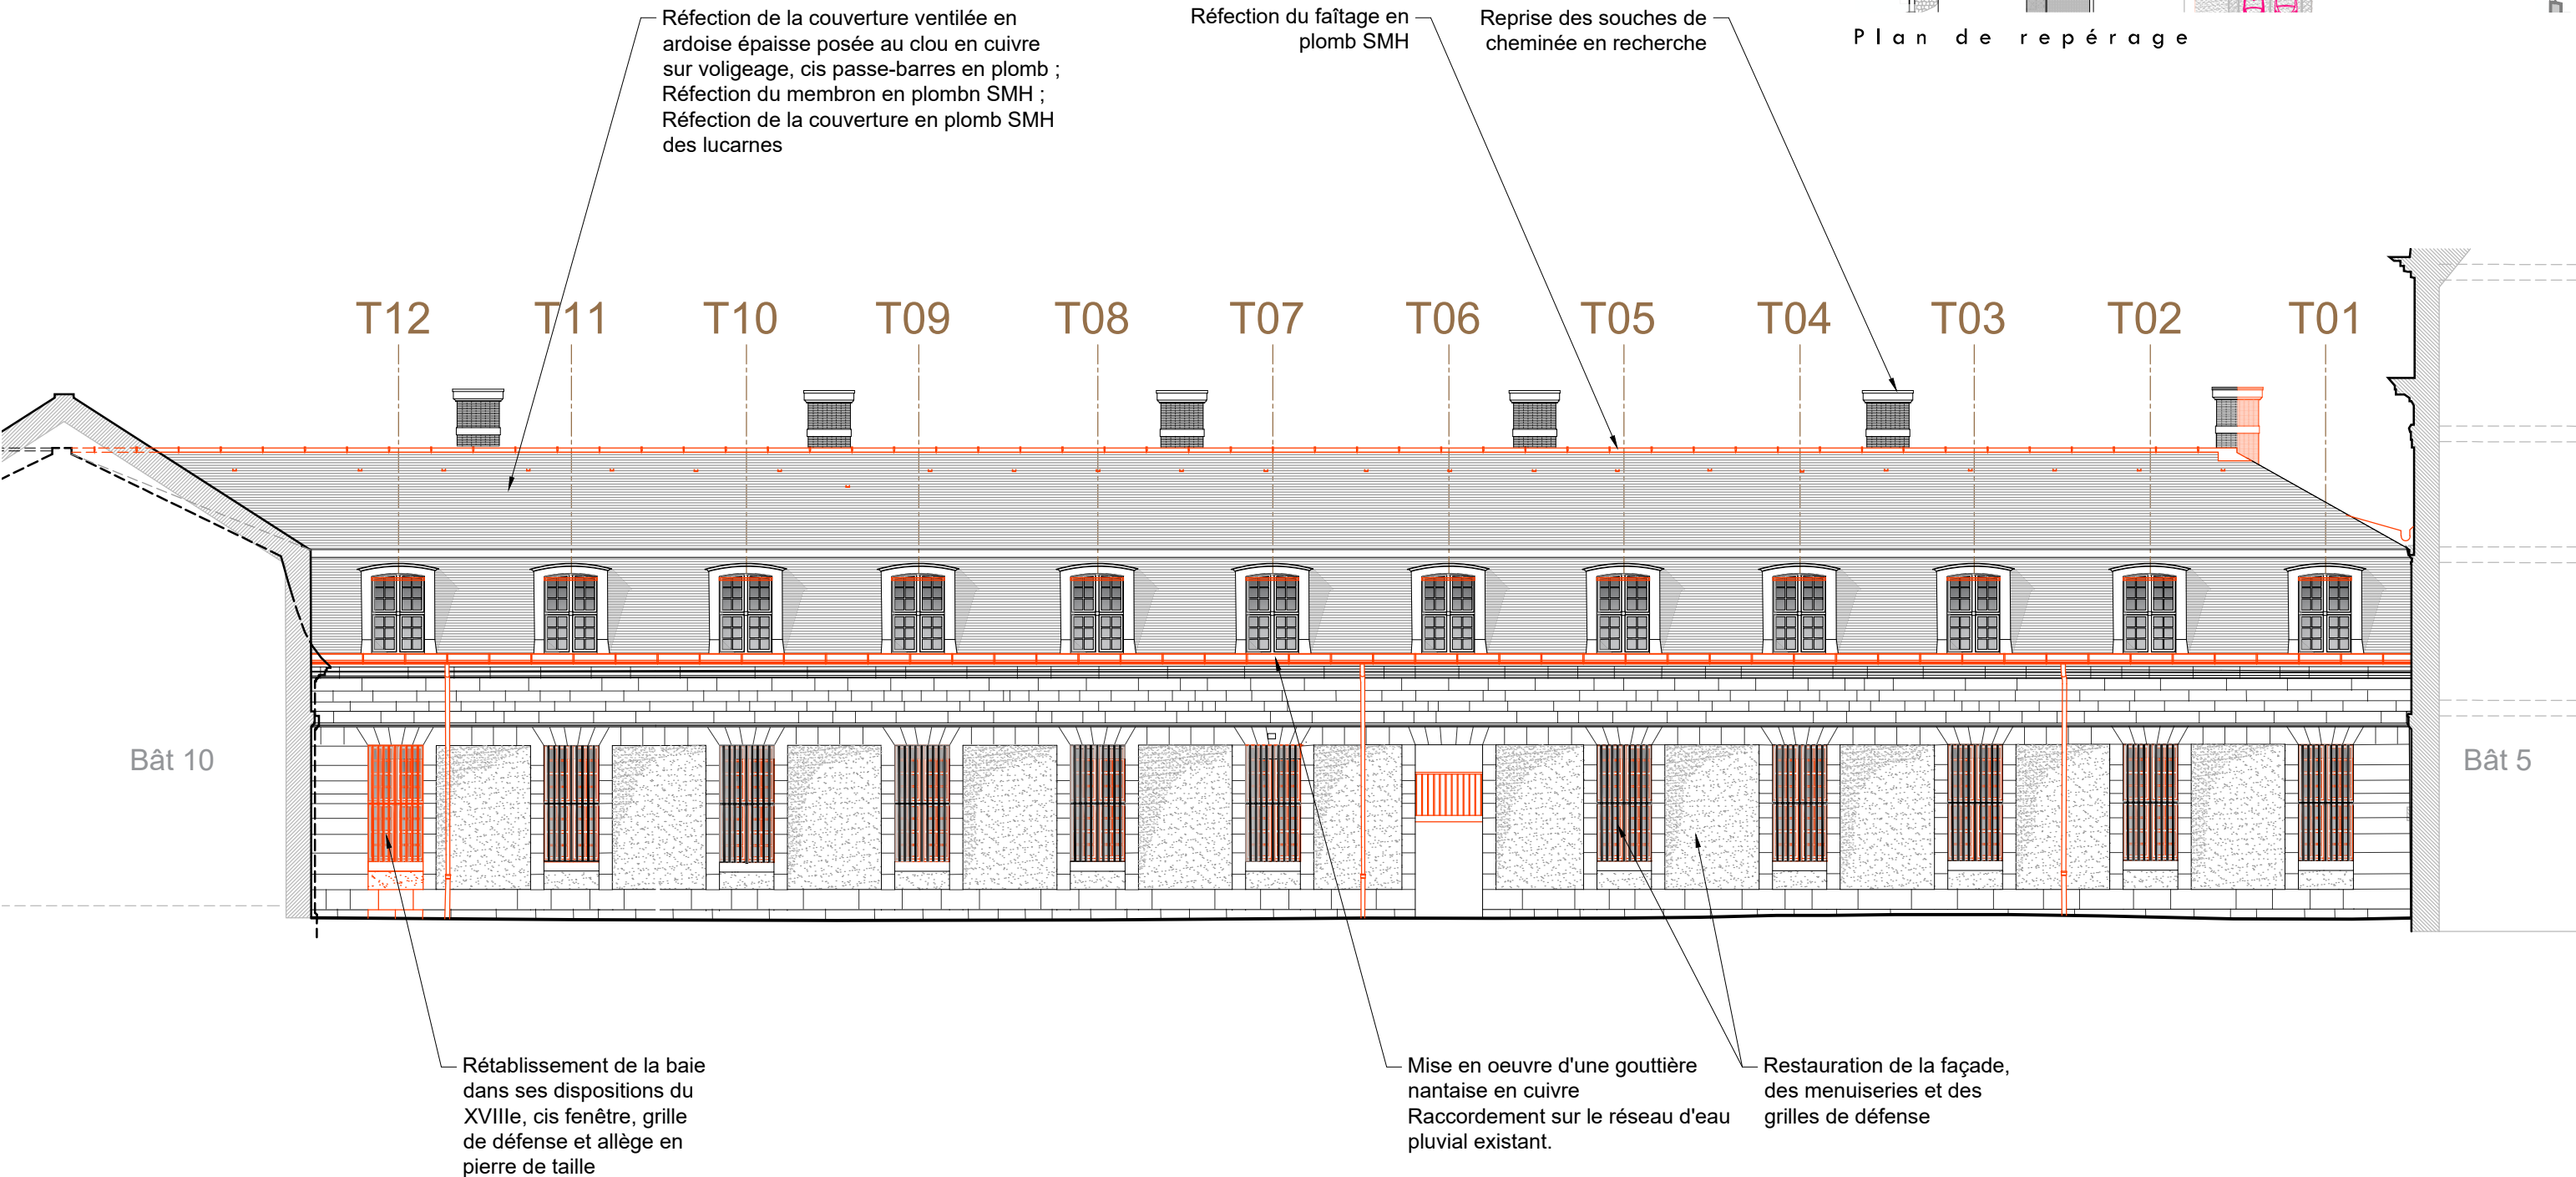 Réfection de la couverture ventilée en
ardoise épaisse posée au clou en cuivre
sur voligeage, cis passe-barres en plomb ;
Réfection du membron en plombn SMH ;
Réfection de la couverture en plomb SMH
des lucarnes
Réfection du faîtage en
plomb SMH
Reprise des souches de
cheminée en recherche
Plan de repérage
T12 T11 T10 T09 T08 T07 T06 T05 T04 T03 T02 T01
Bât 10
Bât 5
Rétablissement de la baie
dans ses dispositions du
XVIIIe, cis fenêtre, grille
de défense et allège en
pierre de taille
Mise en oeuvre d'une gouttière
nantaise en cuivre
Raccordement sur le réseau d'eau
pluvial existant.
Restauration de la façade,
des menuiseries et des
grilles de défense